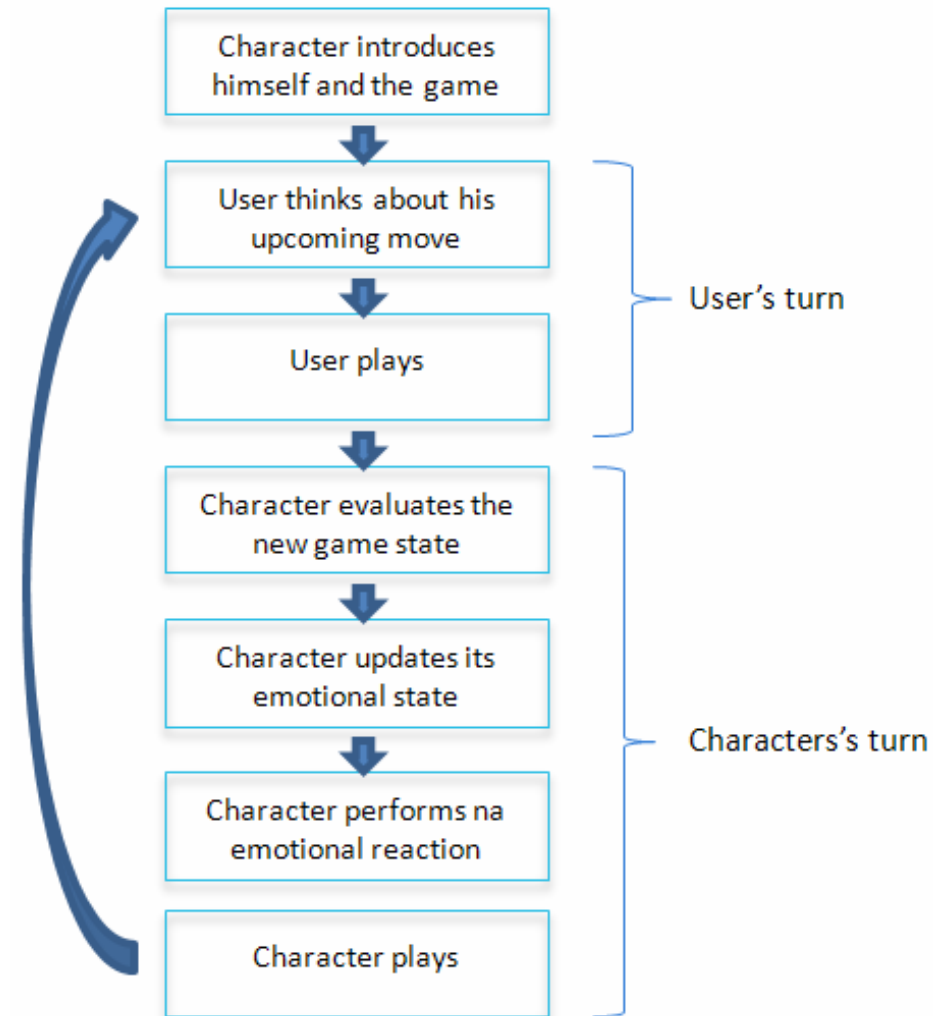 Character introduces
himself and the game
User thinks about his
upcoming move
User's turn
User plays
Character evaluates the
new game state
Character updates its
emotional state
Characters's turn
Character performs na
emotional reaction
Character plays